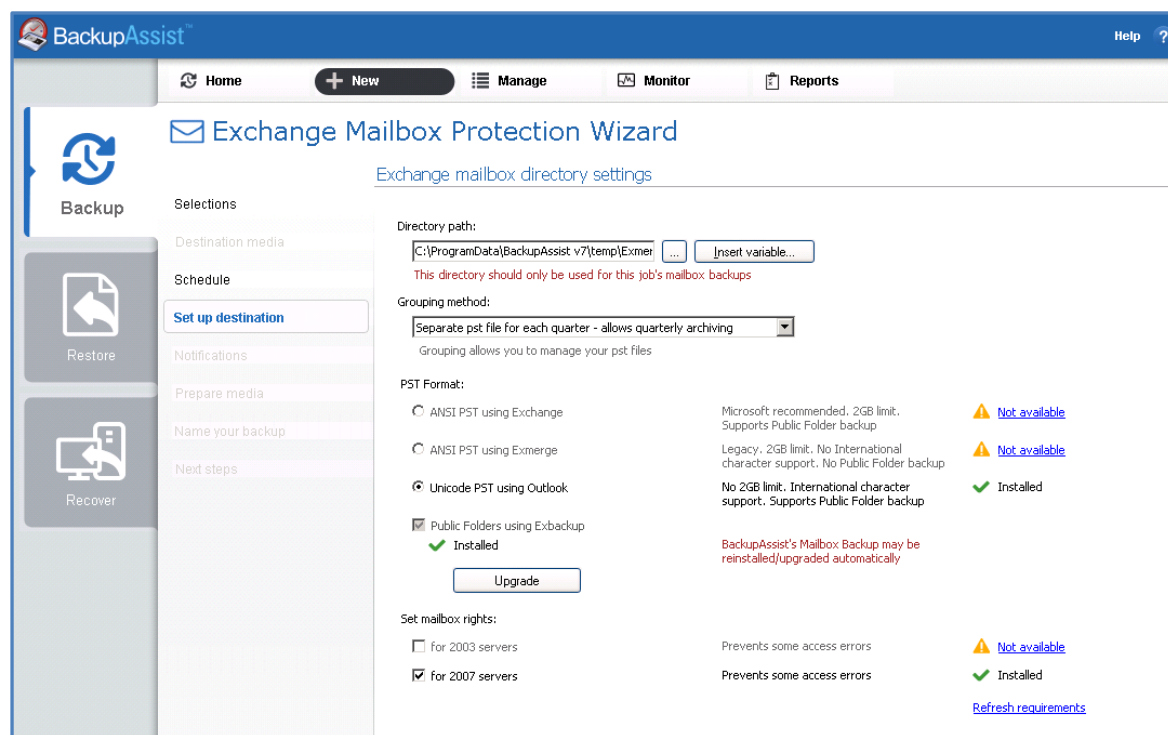 BackupAssist™
Help ?
Home
New
Manage
Monitor
Reports
Backup
Restore
Recover
Exchange Mailbox Protection Wizard
Selections
Destination media
Schedule
Set up destination
Notifications
Prepare media
Name your backup
Next steps
Exchange mailbox directory settings
Directory path:
C:\ProgramData\BackupAssist v7\temp\Exmer
...
Insert variable...
This directory should only be used for this job's mailbox backups
Grouping method:
Separate pst file for each quarter - allows quarterly archiving
Grouping allows you to manage your pst files
PST Format:
ANSI PST using Exchange
Microsoft recommended. 2GB limit.
Supports Public Folder backup
Not available
ANSI PST using Exmerge
Legacy. 2GB limit. No International
character support. No Public Folder backup
Not available
Unicode PST using Outlook
No 2GB limit. International character
support. Supports Public Folder backup
Installed
Public Folders using Exbackup
Installed
BackupAssist's Mailbox Backup may be
reinstalled/upgraded automatically
Upgrade
Set mailbox rights:
for 2003 servers
Prevents some access errors
Not available
for 2007 servers
Prevents some access errors
Installed
Refresh requirements